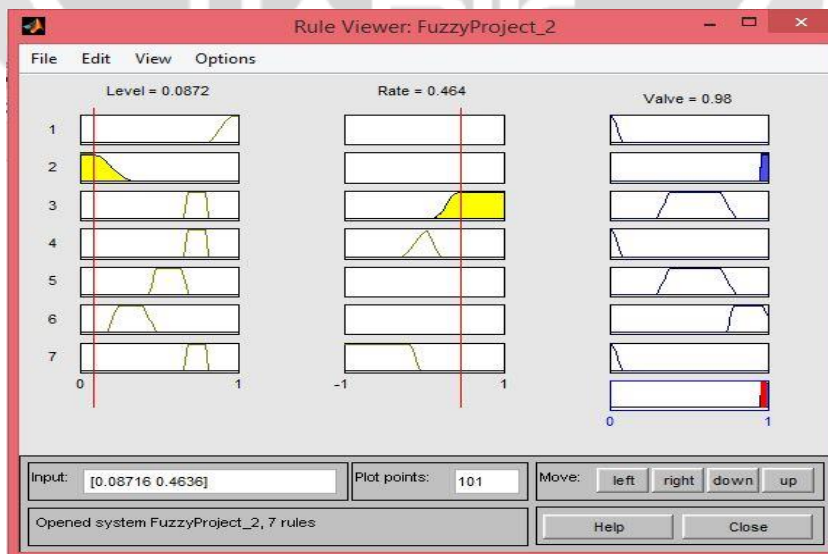 Rule Viewer: FuzzyProject_2
File Edit View Options
Level = 0.0872 Rate = 0.464 Valve = 0.98
1
2
3
4
5
6
7
0 1 -1 1
0 1
Input: [0.08716 0.4636] Plot points: 101 Move: left right down up
Opened system FuzzyProject_2, 7 rules Help Close